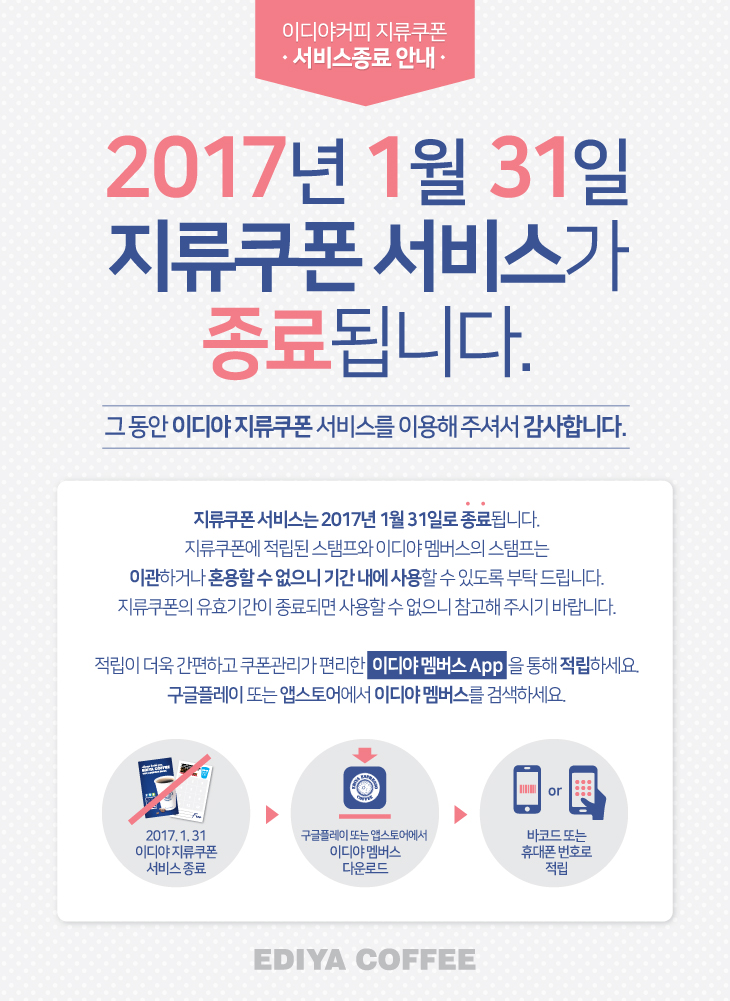 이디야커피 지류쿠폰
· 서비스종료 안내 ·
2017년 1월 31일
지류쿠폰 서비스가
종료됩니다.
그 동안 이디야 지류쿠폰 서비스를 이용해 주셔서 감사합니다.
지류쿠폰 서비스는 2017년 1월 31일로 종료됩니다.
지류쿠폰에 적립된 스탬프와 이디야 멤버스의 스탬프는
이관하거나 혼용할 수 없으니 기간 내에 사용할 수 있도록 부탁 드립니다.
지류쿠폰의 유효기간이 종료되면 사용할 수 없으니 참고해 주시기 바랍니다.
적립이 더욱 간편하고 쿠폰관리가 편리한 이디야 멤버스 App 을 통해 적립하세요.
구글플레이 또는 앱스토어에서 이디야 멤버스를 검색하세요.
EDIYA COFFEE
2017. 1. 31
이디야 지류쿠폰
서비스 종료
EDIYA ESPRESSO
COFFEE
구글플레이 또는 앱스토어에서
이디야 멤버스
다운로드
or
바코드 또는
휴대폰 번호로
적립
EDIYA COFFEE